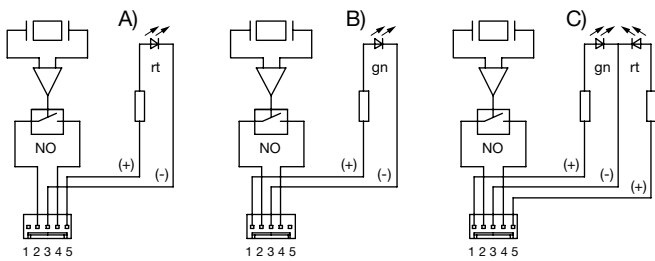 A)
rt
NO
(+)
(-)
1 2 3 4 5
B)
gn
NO
(+)
(-)
1 2 3 4 5
C)
gn
rt
NO
(+)
(-)
(+)
1 2 3 4 5